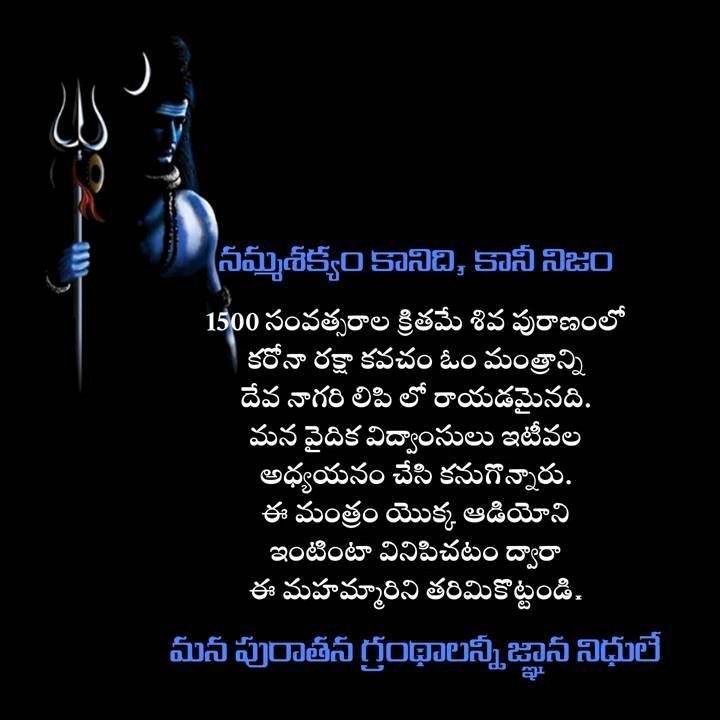 నమ్మశక్యం కానిది, కానీ నిజం
1500 సంవత్సరాల క్రితమే శివ పురాణంలో
కరోనా రక్షా కవచం ఓం మంత్రాన్ని
దేవ నాగరి లిపి లో రాయడమైనది.
మన వైదిక విద్వాంసులు ఇటీవల
అధ్యయనం చేసి కనుగొన్నారు.
ఈ మంత్రం యొక్క ఆడియోని
ఇంటింటా వినిపిచటం ద్వారా
ఈ మహమ్మారిని తరిమికొట్టండి.
మన పురాతన గ్రంథాలన్నీ జ్ఞాన నిధులే